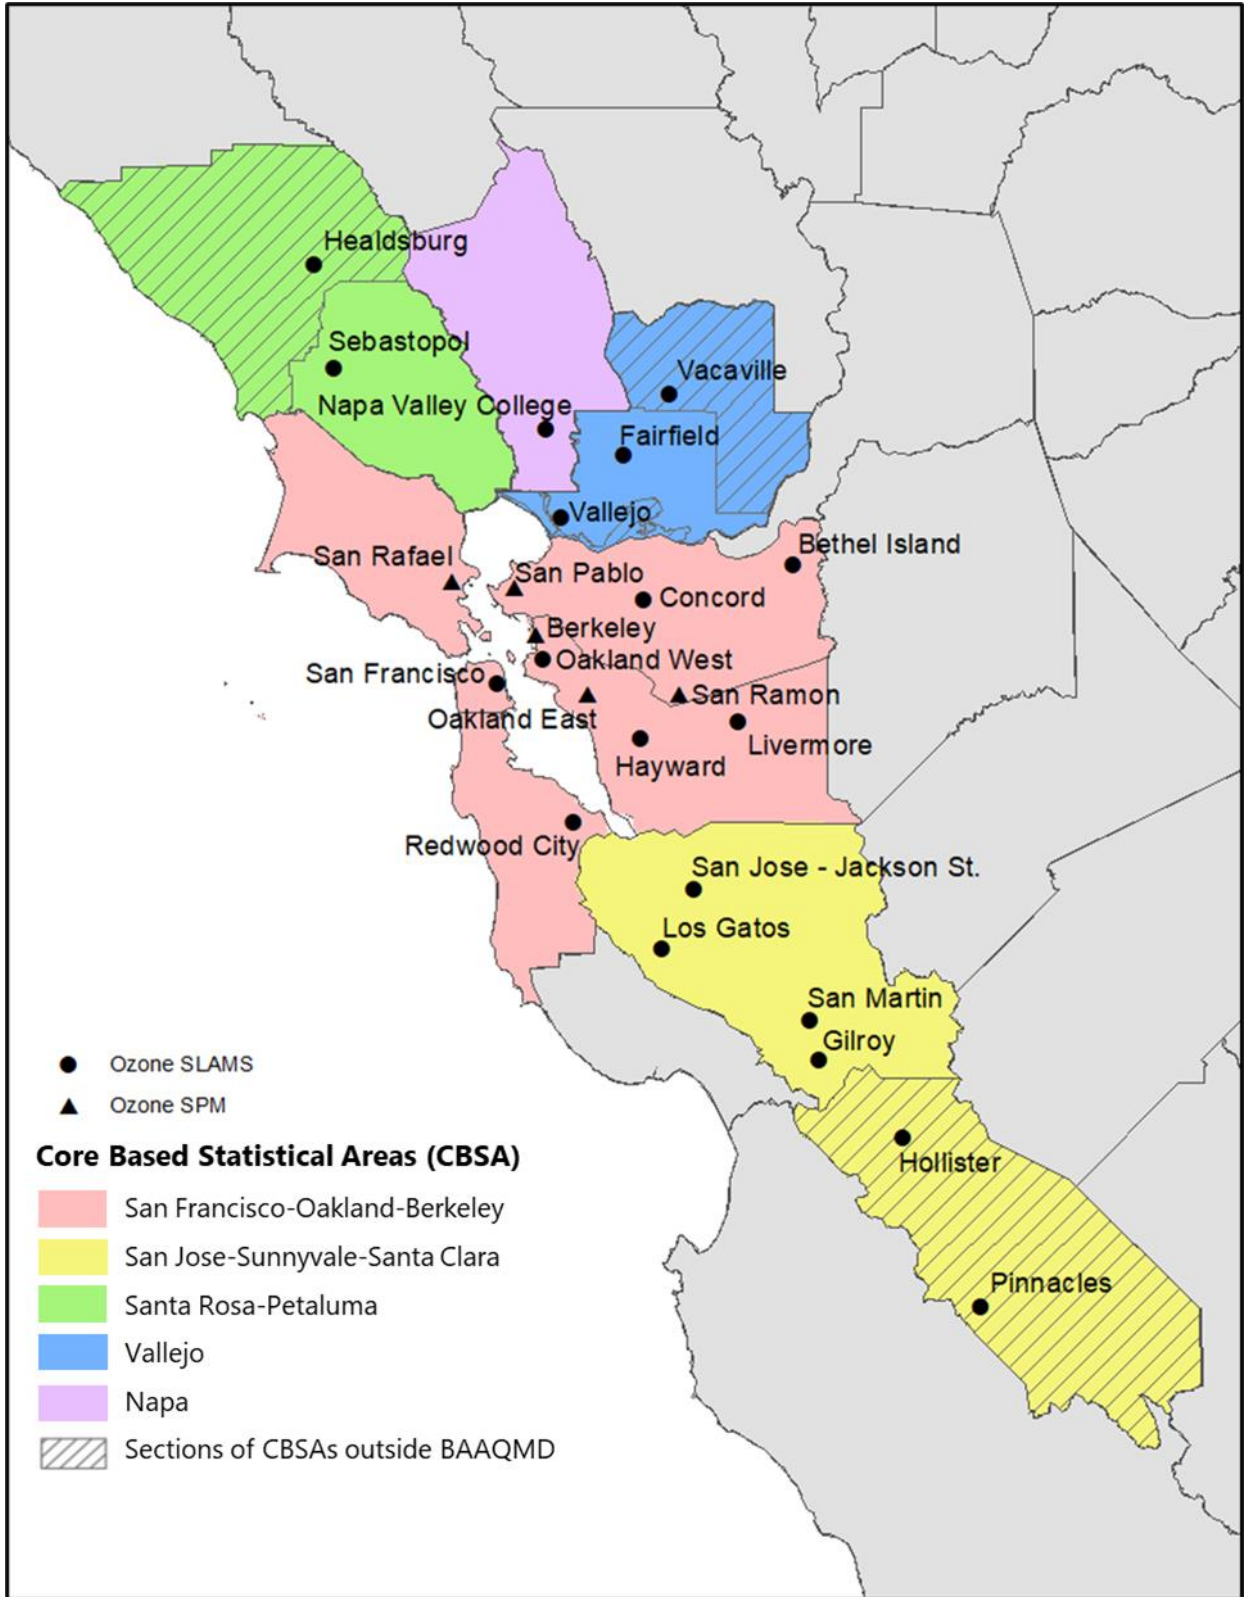 Healdsburg
Sebastopol
Vacaville
Napa Valley College
Fairfield
Vallejo
Bethel Island
San Rafael
San Pablo
Concord
Berkeley
Oakland West
San Francisco
San Ramon
Oakland East
Livermore
Hayward
Redwood City
San Jose - Jackson St.
Los Gatos
San Martin
Gilroy
Hollister
Pinnacles
Ozone SLAMS
Ozone SPM
Core Based Statistical Areas (CBSA)
San Francisco-Oakland-Berkeley
San Jose-Sunnyvale-Santa Clara
Santa Rosa-Petaluma
Vallejo
Napa
Sections of CBSAs outside BAAQMD